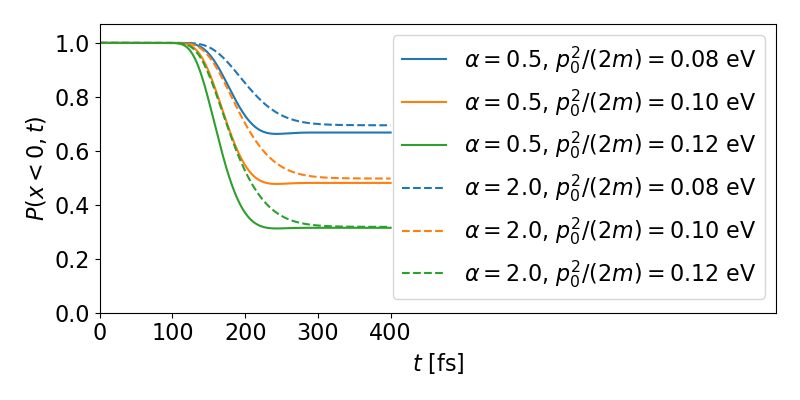 1.0
0.8
0.6
0.4
0.2
0.0
P(x < 0, t)
α = 0.5, p₀²/(2m) = 0.08 eV
α = 0.5, p₀²/(2m) = 0.10 eV
α = 0.5, p₀²/(2m) = 0.12 eV
α = 2.0, p₀²/(2m) = 0.08 eV
α = 2.0, p₀²/(2m) = 0.10 eV
α = 2.0, p₀²/(2m) = 0.12 eV
0 100 200 300 400
t [fs]